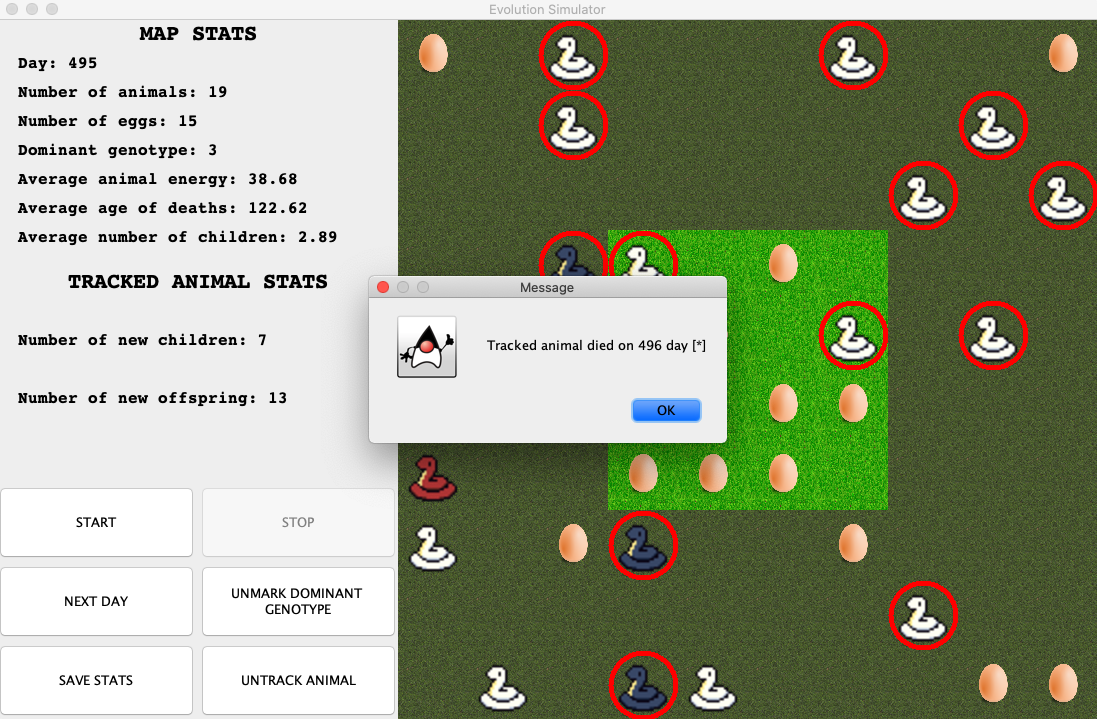 Evolution Simulator
MAP STATS
Day: 495
Number of animals: 19
Number of eggs: 15
Dominant genotype: 3
Average animal energy: 38.68
Average age of deaths: 122.62
Average number of children: 2.89
TRACKED ANIMAL STATS
Number of new children: 7
Number of new offspring: 13
Message
Tracked animal died on 496 day [*]
OK
START
STOP
NEXT DAY
UNMARK DOMINANT
GENOTYPE
SAVE STATS
UNTRACK ANIMAL